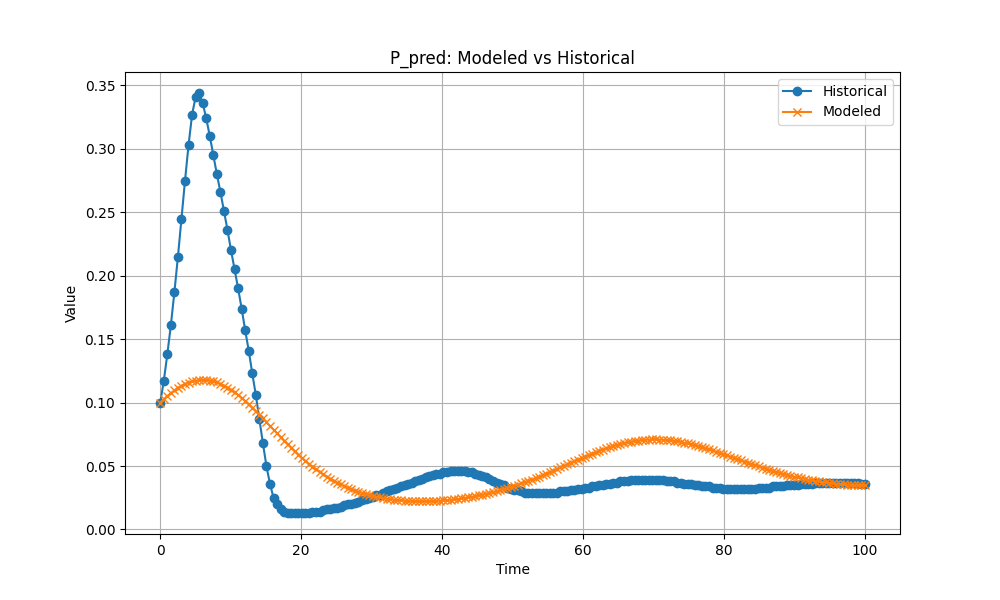 P_pred: Modeled vs Historical
Historical
Modeled
Value
0.35
0.30
0.25
0.20
0.15
0.10
0.05
0.00
0 20 40 60 80 100
Time